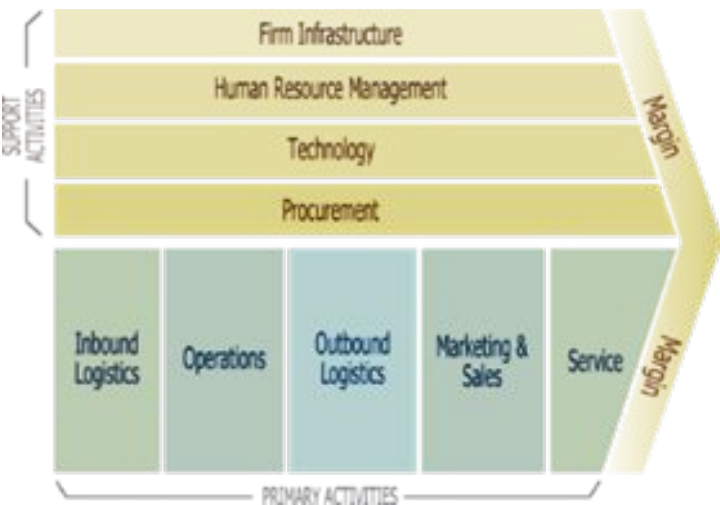 SUPPORT
ACTIVITIES
Firm Infrastructure
Human Resource Management
Technology
Procurement
Margin
Inbound
Logistics
Operations
Outbound
Logistics
Marketing &
Sales
Service
Margin
PRIMARY ACTIVITIES